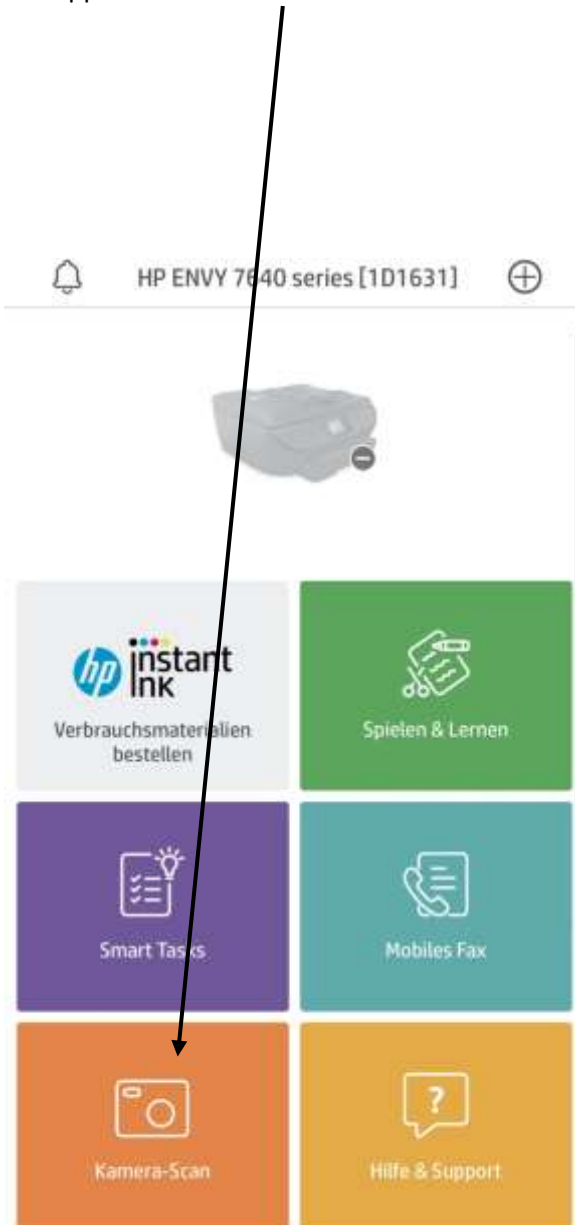 HP ENVY 7640 series [1D1631]
hp instant
Ink
Verbrauchsmaterialien
bestellen
Spielen & Lernen
Smart Tasks
Mobiles Fax
Kamera-Scan
?
Hilfe & Support